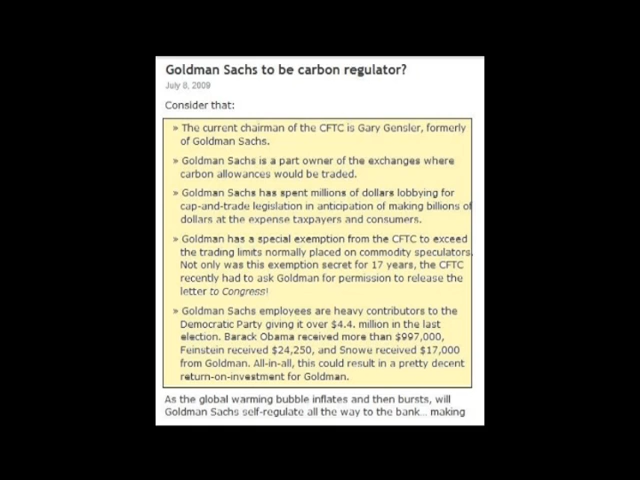 Goldman Sachs to be carbon regulator?
July 8, 2009
Consider that:
» The current chairman of the CFTC is Gary Gensler, formerly
of Goldman Sachs.
» Goldman Sachs is a part owner of the exchanges where
carbon allowances would be traded.
» Goldman Sachs has spent millions of dollars lobbying for
cap-and-trade legislation in anticipation of making billions of
dollars at the expense taxpayers and consumers.
» Goldman has a special exemption from the CFTC to exceed
the trading limits normally placed on commodity speculators.
Not only was this exemption secret for 17 years, the CFTC
recently had to ask Goldman for permission to release the
letter to Congress!
» Goldman Sachs employees are heavy contributors to the
Democratic Party giving it over $4.4. million in the last
election. Barack Obama received more than $997,000,
Feinstein received $24,250, and Snowe received $17,000
from Goldman. All-in-all, this could result in a pretty decent
return-on-investment for Goldman.
As the global warming bubble inflates and then bursts, will
Goldman Sachs self-regulate all the way to the bank... making